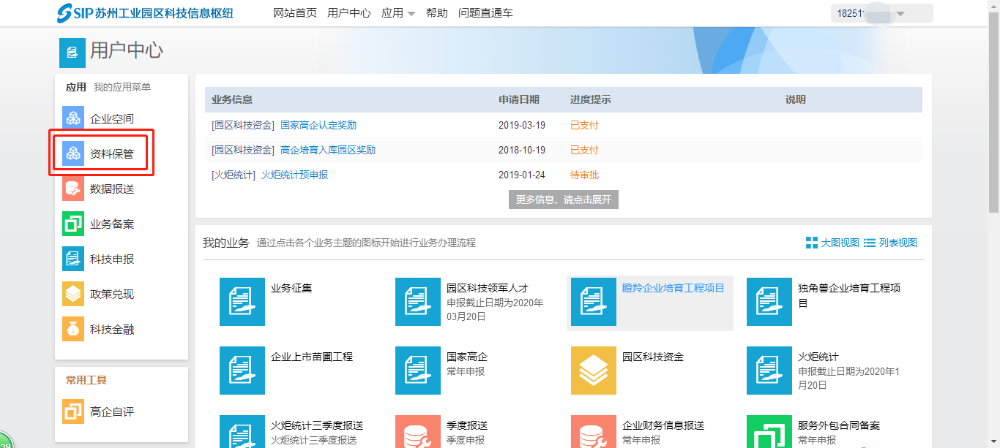 SIP苏州工业园区科技信息枢纽 网站首页 用户中心 应用 帮助 问题直通车 18251
用户中心
应用 我的应用菜单
企业空间
资料保管
数据报送
业务备案
科技申报
政策兑现
科技金融
常用工具
高企自评
业务信息 申请日期 进度提示 说明
[园区科技资金] 国家高企认定奖励 2019-03-19 已支付
[园区科技资金] 高企培育入库园区奖励 2018-10-19 已支付
[火炬统计] 火炬统计预申报 2019-01-24 待审批
更多信息，请点击展开
我的业务 通过点击各个业务主题的图标开始进行业务办理流程 大图视图 列表视图
业务征集
园区科技领军人才
申报截止日期为2020年
03月20日
瞪羚企业培育工程项目
独角兽企业培育工程项
目
企业上市苗圃工程
国家高企
常年申报
园区科技资金
火炬统计
申报截止日期为2020年1
月20日
火炬统计三季度报送
火炬统计三季度报送
季度报送
季度申报
企业财务信息报送
常年申报
服务外包合同备案
常年申报
39